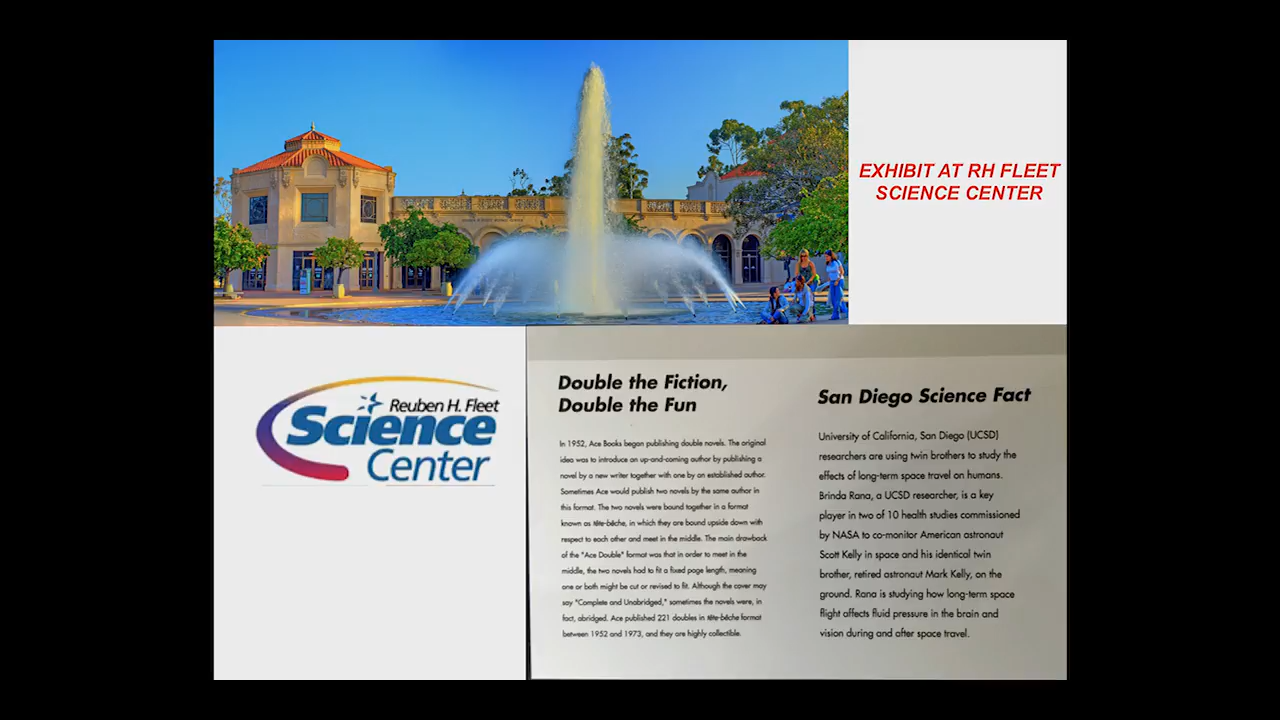 EXHIBIT AT RH FLEET
SCIENCE CENTER
Reuben H. Fleet
Science
Center
Double the Fiction,
Double the Fun
In 1952, Ace Books began publishing double novels. The original
idea was to introduce an up-and-coming author by publishing a
novel by a new writer together with one by an established author.
Sometimes Ace would publish two novels by the same author in
this format. The two novels were bound together in a format
known as tête-bêche, in which they are bound upside down with
respect to each other and meet in the middle. The main drawback
of the "Ace Double" format was that in order to meet in the
middle, the two novels had to fit a fixed page length, meaning
one or both might be cut or revised to fit. Although the cover may
say "Complete and Unabridged," sometimes the novels were, in
fact, abridged. Ace published 221 doubles in tête-bêche format
between 1952 and 1973, and they are highly collectible.
San Diego Science Fact
University of California, San Diego (UCSD)
researchers are using twin brothers to study the
effects of long-term space travel on humans.
Brinda Rana, a UCSD researcher, is a key
player in two of 10 health studies commissioned
by NASA to co-monitor American astronaut
Scott Kelly in space and his identical twin
brother, retired astronaut Mark Kelly, on the
ground. Rana is studying how long-term space
flight affects fluid pressure in the brain and
vision during and after space travel.